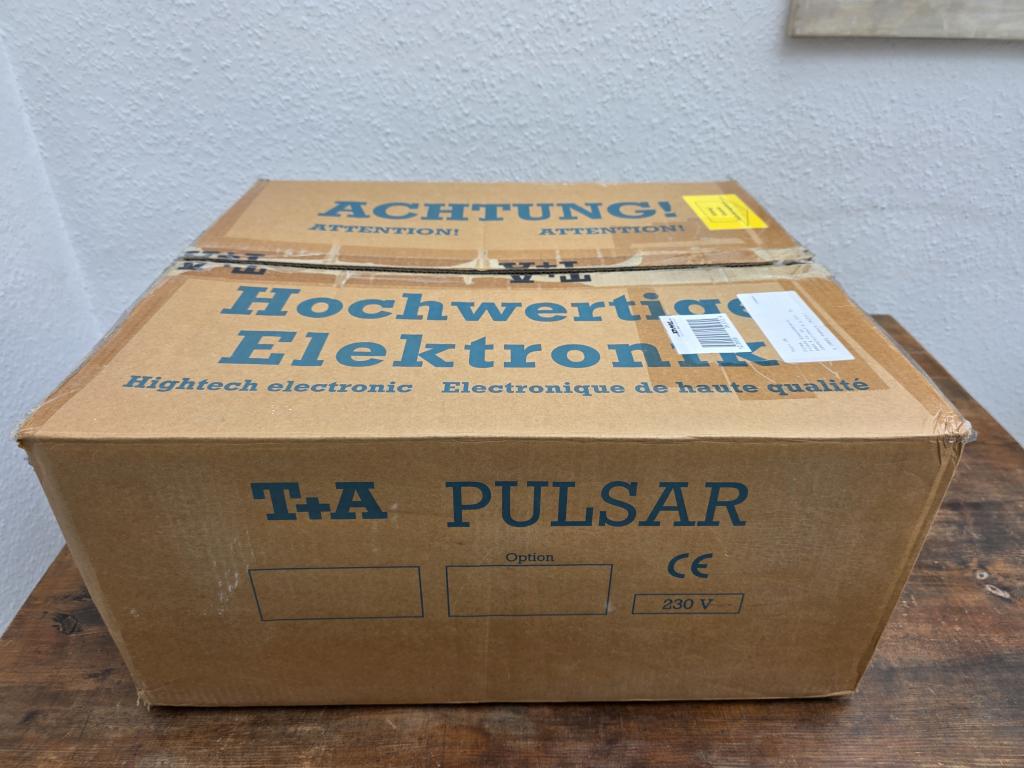 ACHTUNG!
ATTENTION! ATTENTION!
T+A T+A
Hochwertige
Elektronik
Hightech electronic Electronique de haute qualité
T+A PULSAR
Option
CE
230 V